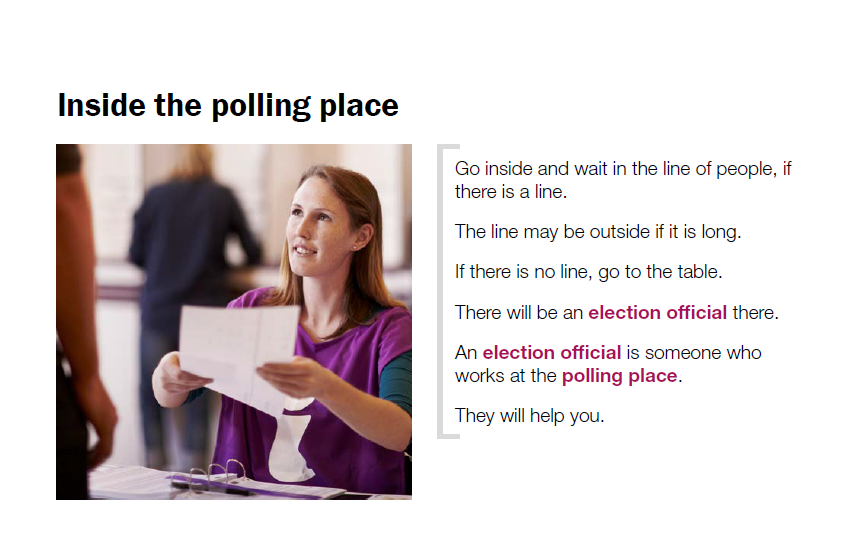 Inside the polling place
Go inside and wait in the line of people, if
there is a line.
The line may be outside if it is long.
If there is no line, go to the table.
There will be an election official there.
An election official is someone who
works at the polling place.
They will help you.